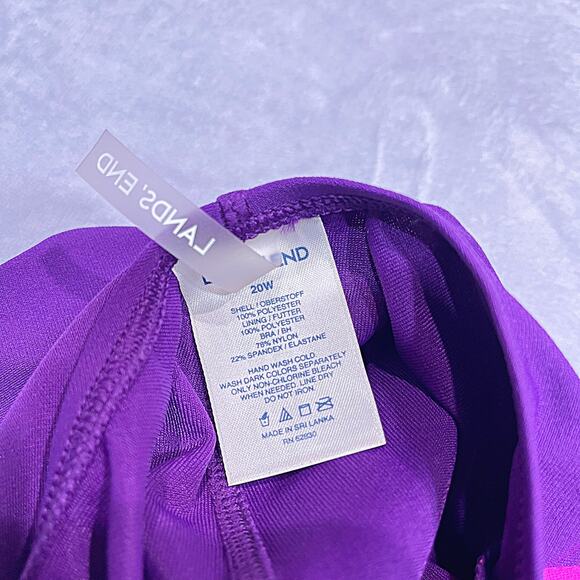 LANDS' END
END
20W
SHELL / OBERSTOFF
100% POLYESTER
LINING / FUTTER
100% POLYESTER
BRA / BH
78% NYLON
22% SPANDEX / ELASTANE
HAND WASH COLD
WASH DARK COLORS SEPARATELY
ONLY NON-CHLORINE BLEACH
WHEN NEEDED. LINE DRY
DO NOT IRON.
MADE IN SRI LANKA
RN 62830